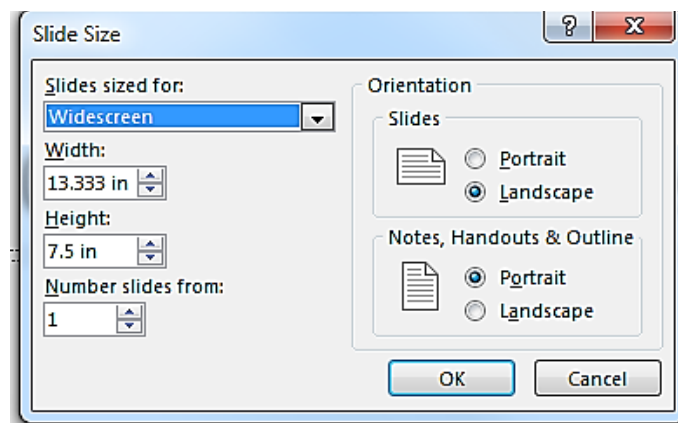 Slide Size
Slides sized for:
Widescreen
Width:
13.333 in
Height:
7.5 in
Number slides from:
1
Orientation
Slides
Portrait
Landscape
Notes, Handouts & Outline
Portrait
Landscape
OK
Cancel